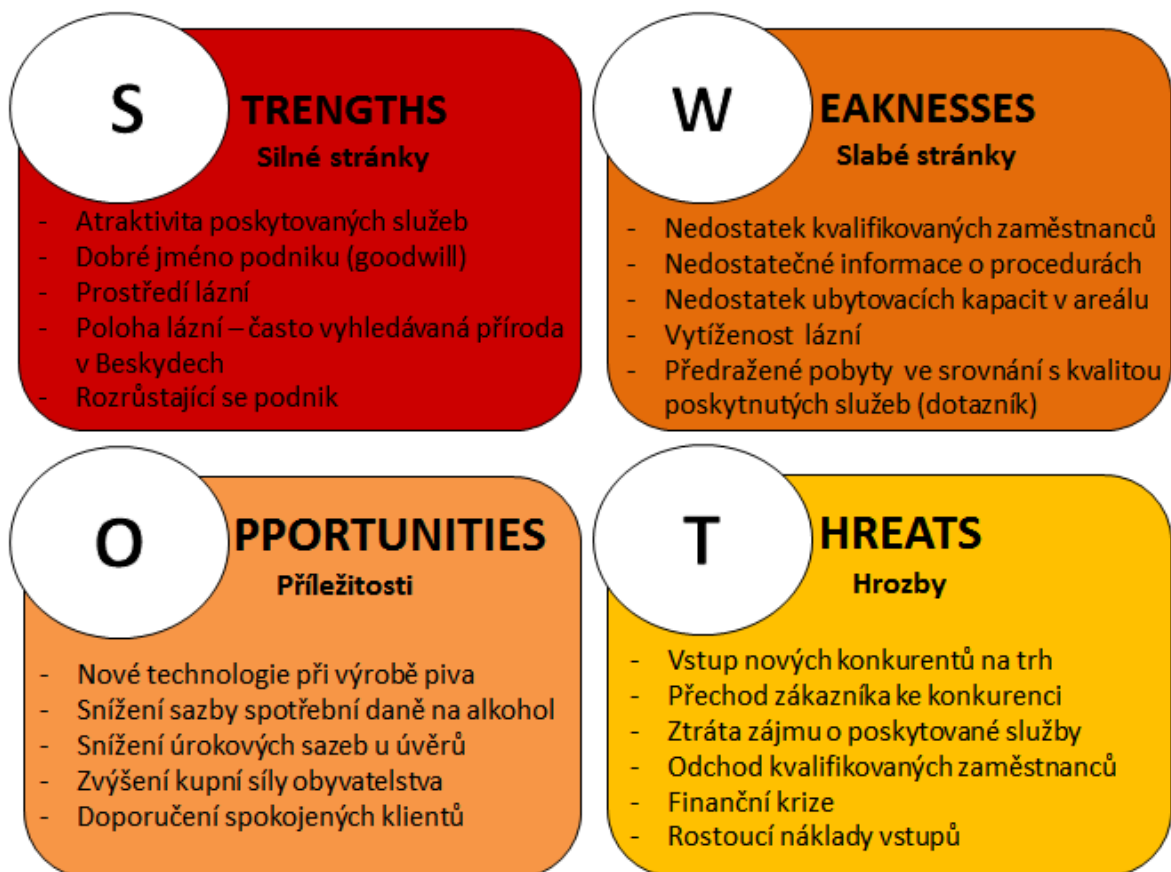 S TRENGTHS
Silné stránky
- Atraktivita poskytovaných služeb
- Dobré jméno podniku (goodwill)
- Prostředí lázní
- Poloha lázní – často vyhledávaná příroda
v Beskydech
- Rozrůstající se podnik
W EAKNESSES
Slabé stránky
- Nedostatek kvalifikovaných zaměstnanců
- Nedostatečné informace o procedurách
- Nedostatek ubytovacích kapacit v areálu
- Vytíženost lázní
- Předražené pobyty ve srovnání s kvalitou
poskytnutých služeb (dotazník)
O PPORTUNITIES
Příležitosti
- Nové technologie při výrobě piva
- Snížení sazby spotřební daně na alkohol
- Snížení úrokových sazeb u úvěrů
- Zvýšení kupní síly obyvatelstva
- Doporučení spokojených klientů
T HREATS
Hrozby
- Vstup nových konkurentů na trh
- Přechod zákazníka ke konkurenci
- Ztráta zájmu o poskytované služby
- Odchod kvalifikovaných zaměstnanců
- Finanční krize
- Rostoucí náklady vstupů